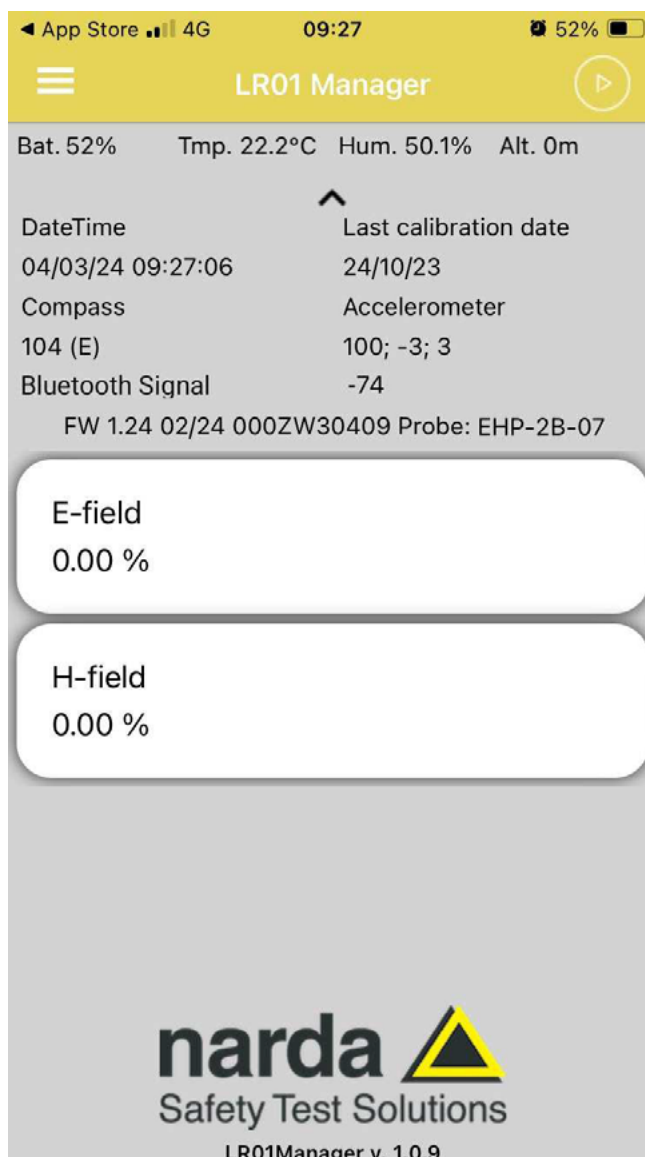 ◀ App Store 4G 09:27 52%
LR01 Manager
Bat. 52% Tmp. 22.2°C Hum. 50.1% Alt. 0m
DateTime Last calibration date
04/03/24 09:27:06 24/10/23
Compass Accelerometer
104 (E) 100; -3; 3
Bluetooth Signal -74
FW 1.24 02/24 000ZW30409 Probe: EHP-2B-07
E-field
0.00 %
H-field
0.00 %
narda
Safety Test Solutions
LR01Manager v. 1.0.9